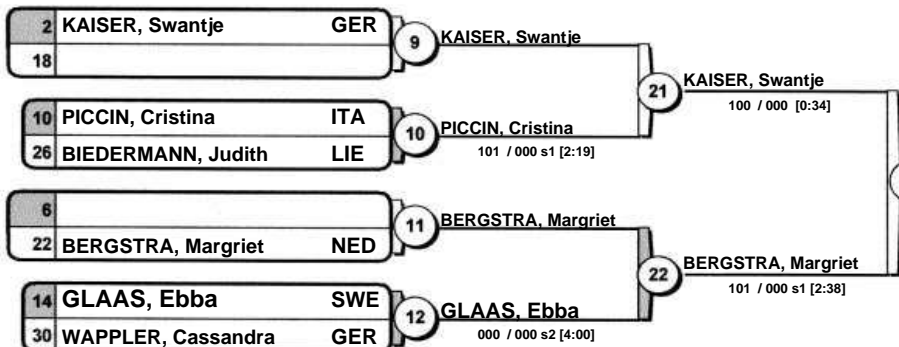 2 KAISER, Swantje GER
18
9
KAISER, Swantje
10 PICCIN, Cristina ITA
26 BIEDERMANN, Judith LIE
10
PICCIN, Cristina
101 / 000 s1 [2:19]
21
KAISER, Swantje
100 / 000 [0:34]
6
22 BERGSTRA, Margriet NED
11
BERGSTRA, Margriet
14 GLAAS, Ebba SWE
30 WAPPLER, Cassandra GER
12
GLAAS, Ebba
000 / 000 s2 [4:00]
22
BERGSTRA, Margriet
101 / 000 s1 [2:38]